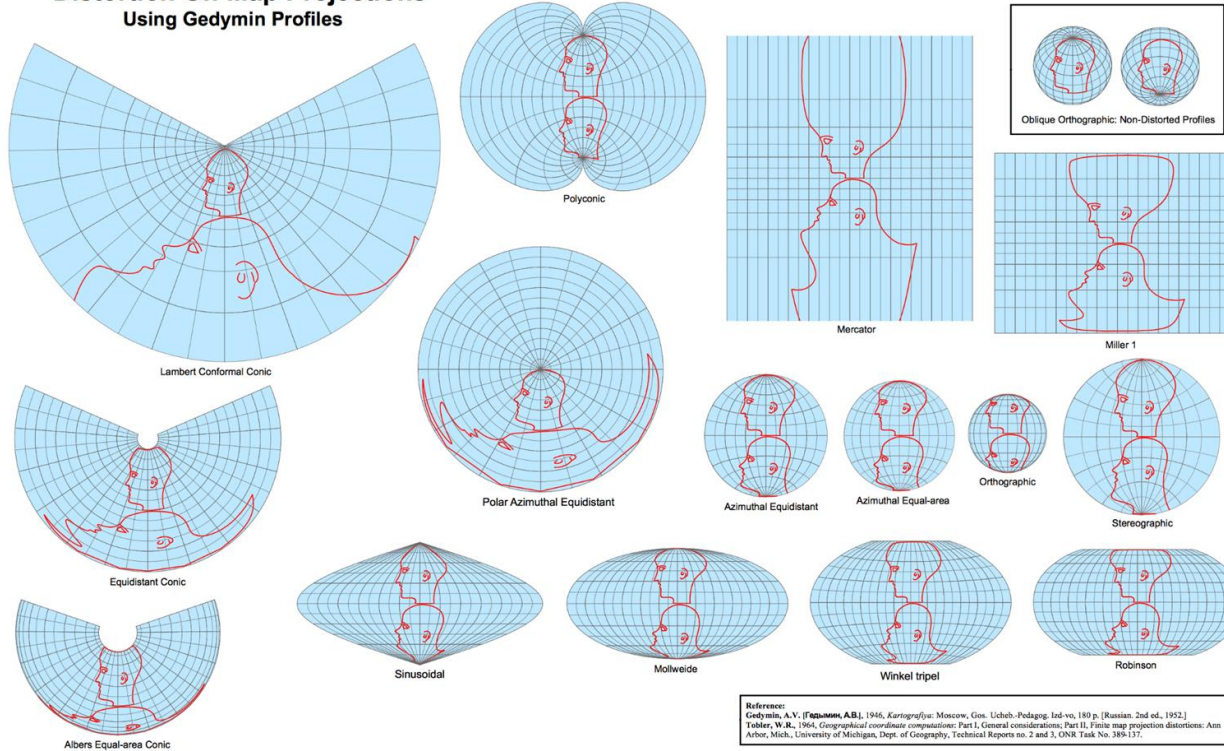 Distortion On Map Projections
Using Gedymin Profiles
Lambert Conformal Conic
Polyconic
Mercator
Oblique Orthographic: Non-Distorted Profiles
Miller 1
Equidistant Conic
Polar Azimuthal Equidistant
Azimuthal Equidistant
Azimuthal Equal-area
Orthographic
Stereographic
Albers Equal-area Conic
Sinusoidal
Mollweide
Winkel tripel
Robinson
Reference:
Gedymin, A.V. [Гедымин, А.В.], 1946, Kartografiya: Moscow, Gos. Ucheb.-Pedagog. Izd-vo, 180 p. [Russian. 2nd ed., 1952.]
Tobler, W.R., 1964, Geographical coordinate computations: Part I, General considerations; Part II, Finite map projection distortions: Ann
Arbor, Mich., University of Michigan, Dept. of Geography, Technical Reports no. 2 and 3, ONR Task No. 389-137.